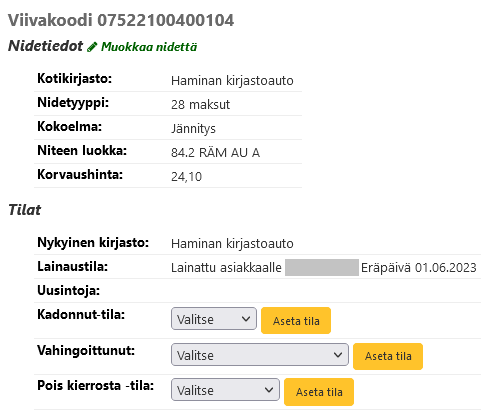 Viivakoodi 07522100400104
Nidetiedot Muokkaa nidettä
Kotikirjasto: Haminan kirjastoauto
Nidetyyppi: 28 maksut
Kokoelma: Jännitys
Niteen luokka: 84.2 RÄM AU A
Korvaushinta: 24,10
Tilat
Nykyinen kirjasto: Haminan kirjastoauto
Lainaustila: Lainattu asiakkaalle Eräpäivä 01.06.2023
Uusintoja:
Kadonnut-tila: Valitse Aseta tila
Vahingoittunut: Valitse Aseta tila
Pois kierrosta -tila: Valitse Aseta tila